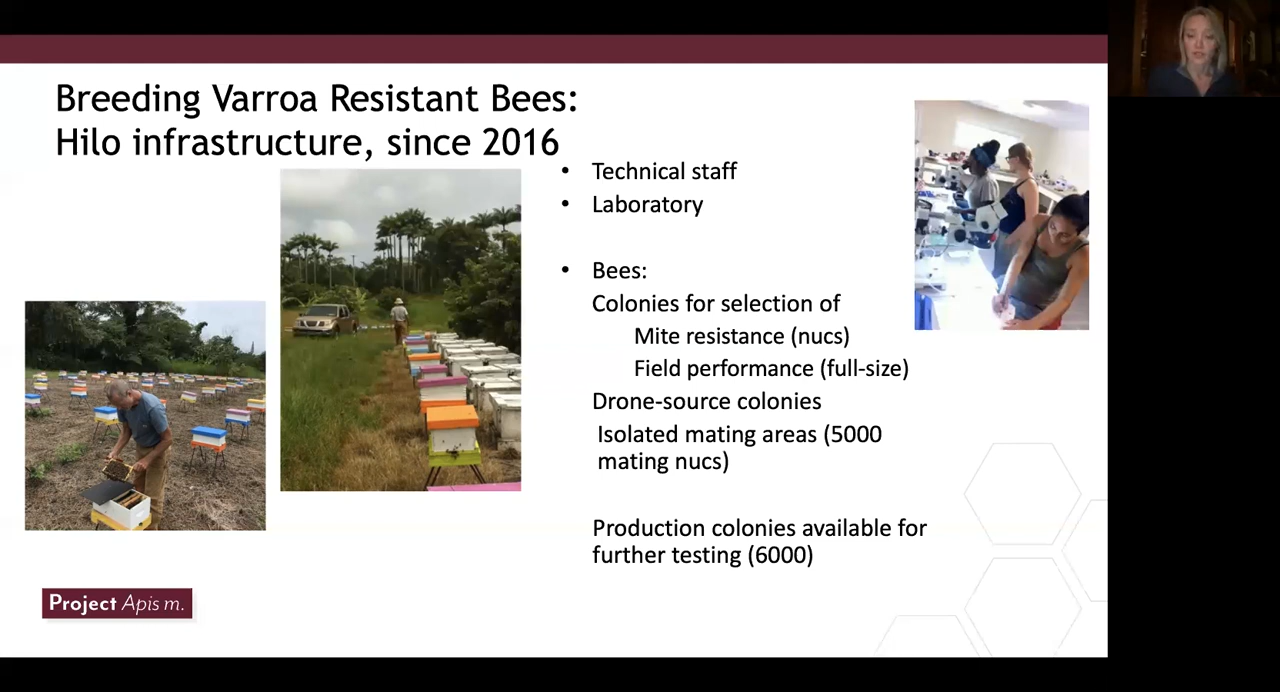 Breeding Varroa Resistant Bees:
Hilo infrastructure, since 2016
• Technical staff
• Laboratory
• Bees:
Colonies for selection of
Mite resistance (nucs)
Field performance (full-size)
Drone-source colonies
Isolated mating areas (5000
mating nucs)
Production colonies available for
further testing (6000)
Project Apis m.